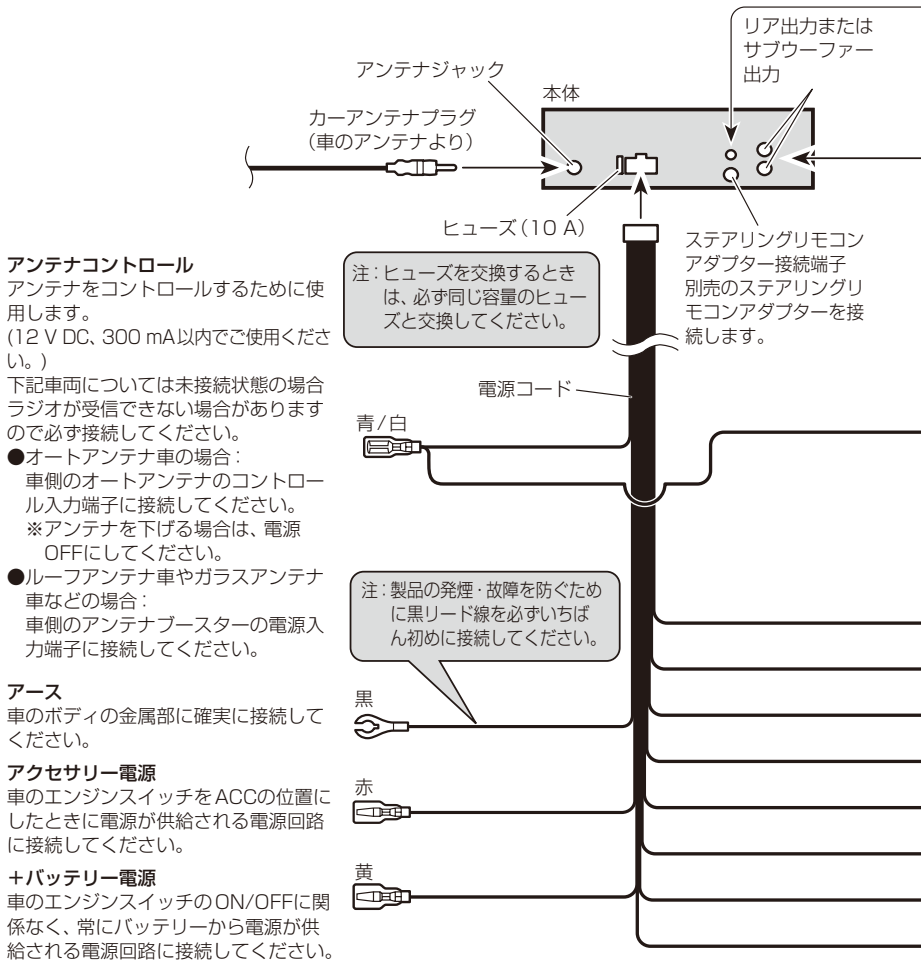 リア出力または
サブウーファー
出力
アンテナジャック
本体
カーアンテナプラグ
（車のアンテナより）
ヒューズ（10 A）
ステアリングリモコン
アダプター接続端子
別売のステアリングリ
モコンアダプターを接
続します。
アンテナコントロール
アンテナをコントロールするために使
用します。
(12 V DC、300 mA以内でご使用くださ
い。)
下記車両については未接続状態の場合
ラジオが受信できない場合があります
ので必ず接続してください。
●オートアンテナ車の場合：
車側のオートアンテナのコントロー
ル入力端子に接続してください。
※アンテナを下げる場合は、電源
OFFにしてください。
●ルーフアンテナ車やガラスアンテナ
車などの場合：
車側のアンテナブースターの電源入
力端子に接続してください。
注：ヒューズを交換するとき
は、必ず同じ容量のヒュー
ズと交換してください。
電源コード
青/白
注：製品の発煙・故障を防ぐため
に黒リード線を必ずいちば
ん初めに接続してください。
アース
車のボディの金属部に確実に接続して
ください。
黒
アクセサリー電源
車のエンジンスイッチをACCの位置に
したときに電源が供給される電源回路
に接続してください。
赤
＋バッテリー電源
車のエンジンスイッチのON/OFFに関
係なく、常にバッテリーから電源が供
給される電源回路に接続してください。
黄